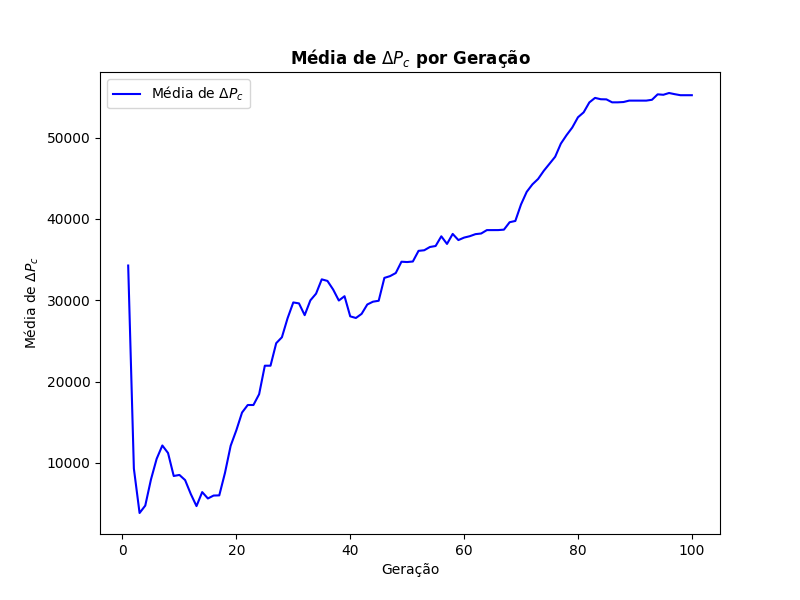 Média de ΔP_c por Geração
Média de ΔP_c
50000
40000
30000
20000
10000
Média de ΔP_c
0 20 40 60 80 100
Geração